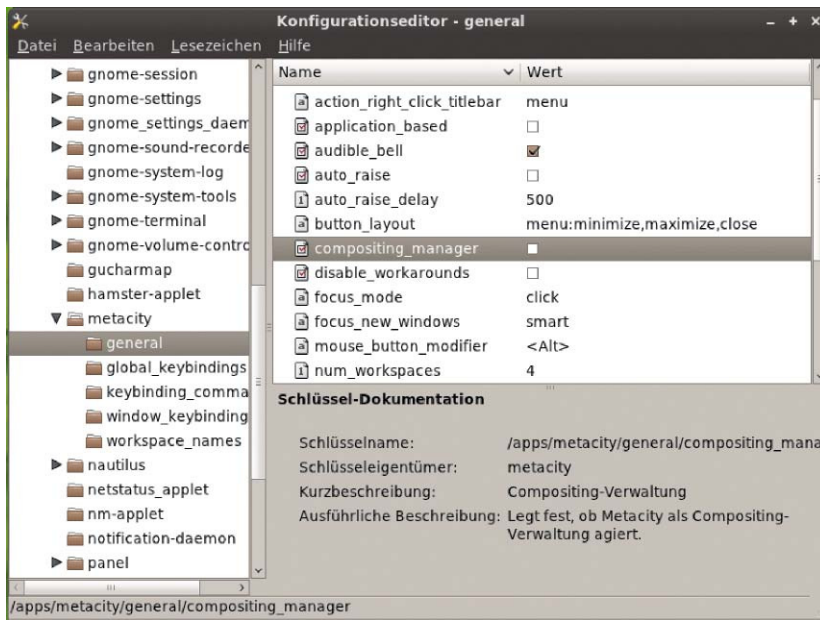 Konfigurationseditor - general
Datei Bearbeiten Lesezeichen Hilfe
gnome-session
gnome-settings
gnome_settings_daem
gnome-sound-recorde
gnome-system-log
gnome-system-tools
gnome-terminal
gnome-volume-contro
gucharmap
hamster-applet
metacity
general
global_keybindings
keybinding_comma
window_keybinding
workspace_names
nautilus
netstatus_applet
nm-applet
notification-daemon
panel
Name Wert
action_right_click_titlebar menu
application_based
audible_bell
auto_raise
auto_raise_delay 500
button_layout menu:minimize,maximize,close
compositing_manager
disable_workarounds
focus_mode click
focus_new_windows smart
mouse_button_modifier <Alt>
num_workspaces 4
Schlüssel-Dokumentation
Schlüsselname: /apps/metacity/general/compositing_mana
Schlüsseleigentümer: metacity
Kurzbeschreibung: Compositing-Verwaltung
Ausführliche Beschreibung: Legt fest, ob Metacity als Compositing-
Verwaltung agiert.
/apps/metacity/general/compositing_manager